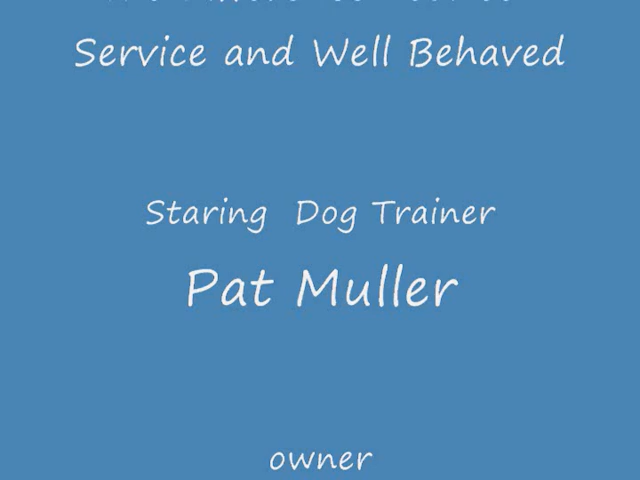 Service and Well Behaved
Staring Dog Trainer
Pat Muller
owner